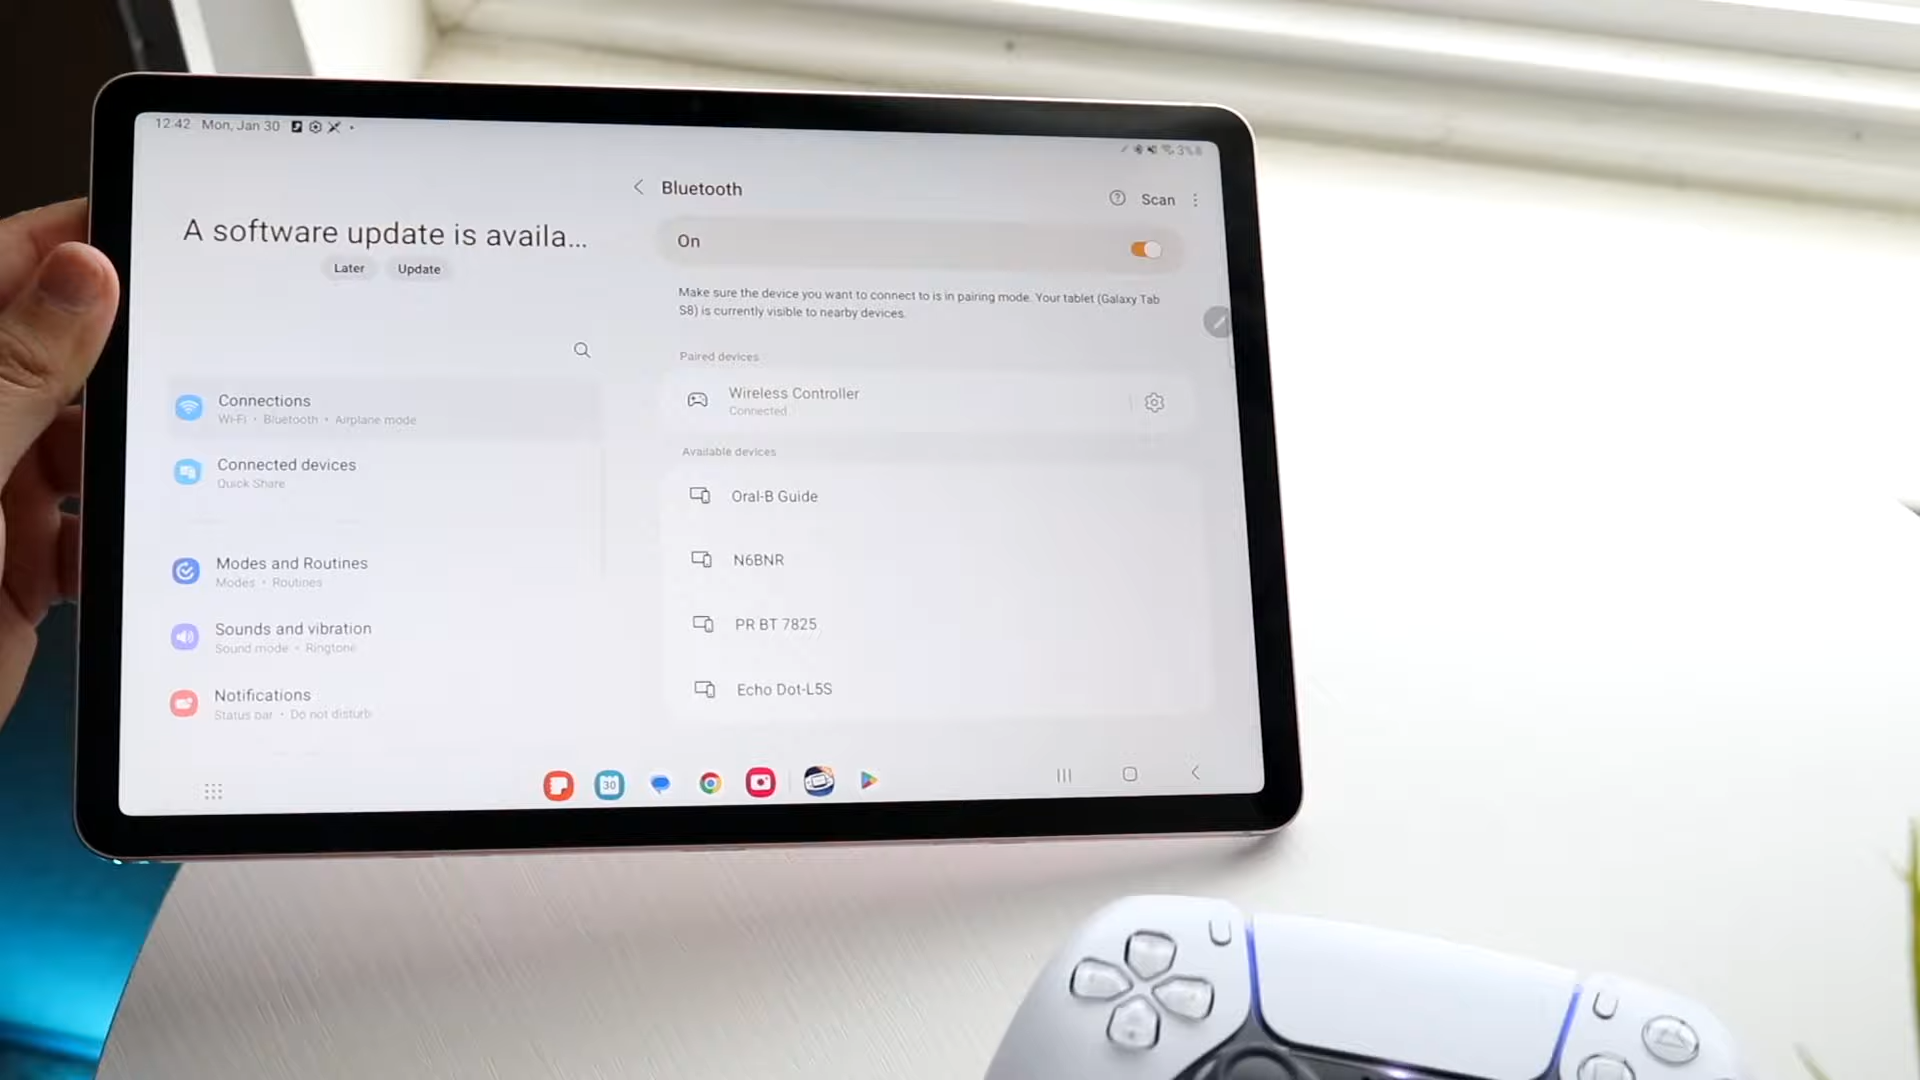 12:42 Mon, Jan 30
3%
A software update is availa...
Later Update
Connections
Wi-Fi • Bluetooth • Airplane mode
Connected devices
Quick Share
Modes and Routines
Modes • Routines
Sounds and vibration
Sound mode • Ringtone
Notifications
Status bar • Do not disturb
Bluetooth
Scan
On
Make sure the device you want to connect to is in pairing mode. Your tablet (Galaxy Tab
S8) is currently visible to nearby devices.
Paired devices
Wireless Controller
Connected
Available devices
Oral-B Guide
N6BNR
PR BT 7825
Echo Dot-L5S
30